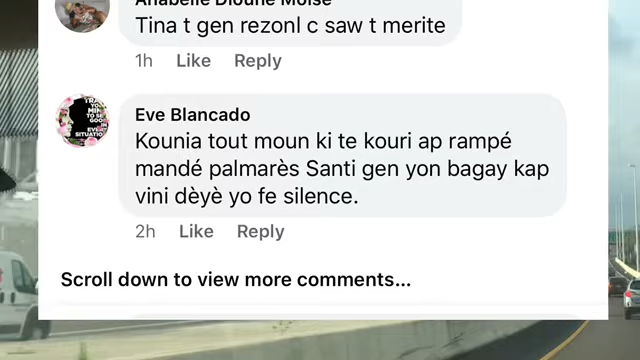 Anabelle Dioune Moise
Tina t gen rezonl c saw t merite
1h Like Reply
Eve Blancado
Kounia tout moun ki te kouri ap rampé
mandé palmarès Santi gen yon bagay kap
vini dèyè yo fe silence.
2h Like Reply
Scroll down to view more comments...